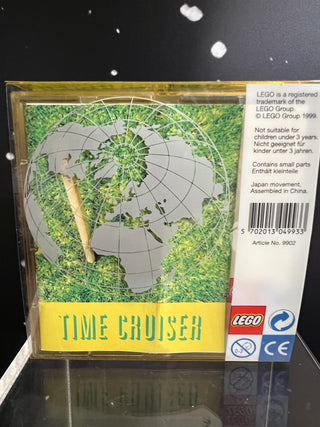 LEGO is a registered
trademark of the
LEGO Group.
© LEGO Group 1999.
Not suitable for
children under 3 years.
Nicht geeignet für
kinder unter 3 jahren.
Contains small parts
Enthält kleinteile
Japan movement.
Assembled in China.
5 702013 049933
Article No. 9902
TIME CRUISER
LEGO
CE